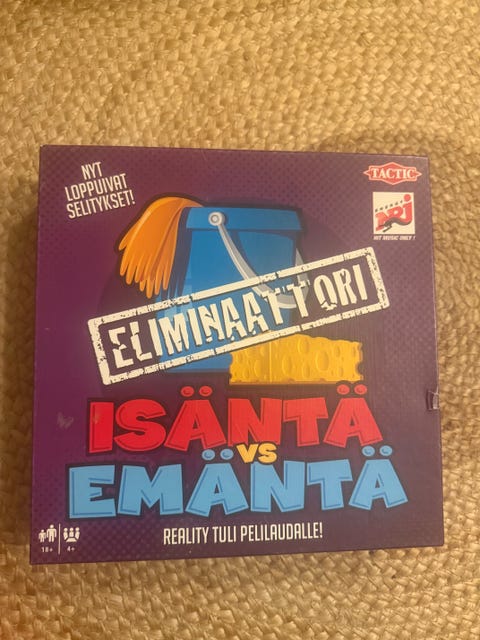 NYT
LOPPUIVAT
SELITYKSET!
TACTIC
NRJ
HIT MUSIC ONLY!
ELIMINAATTORI
ISÄNTÄ
VS
EMÄNTÄ
REALITY TULI PELILAUDALLE!
18+
4+